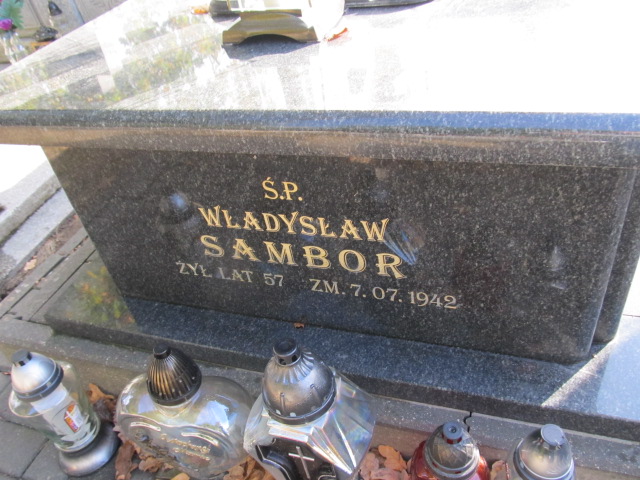 Ś.P.
WŁADYSŁAW
SAMBOR
ŻYŁ LAT 57 ZM. 7. 07. 1942